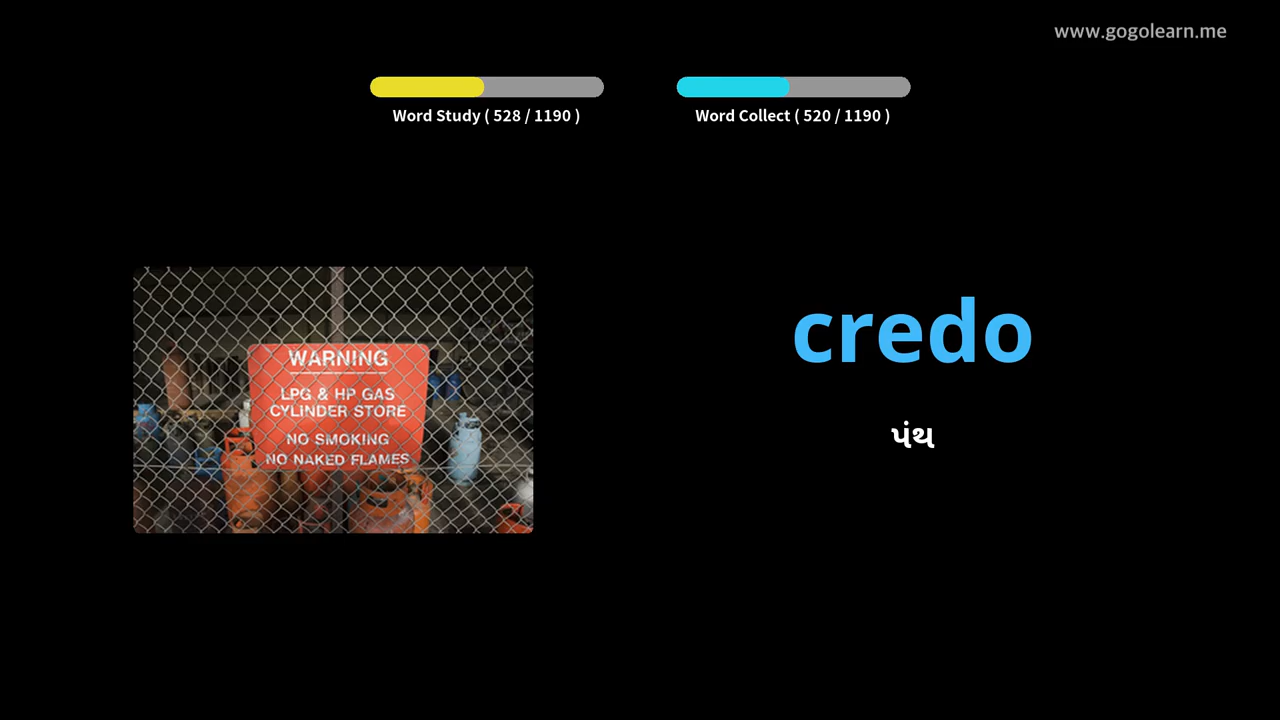 www.gogolearn.me
Word Study ( 528 / 1190 )
Word Collect ( 520 / 1190 )
WARNING
LPG & HP GAS
CYLINDER STORE
NO SMOKING
NO NAKED FLAMES
credo
પંથ